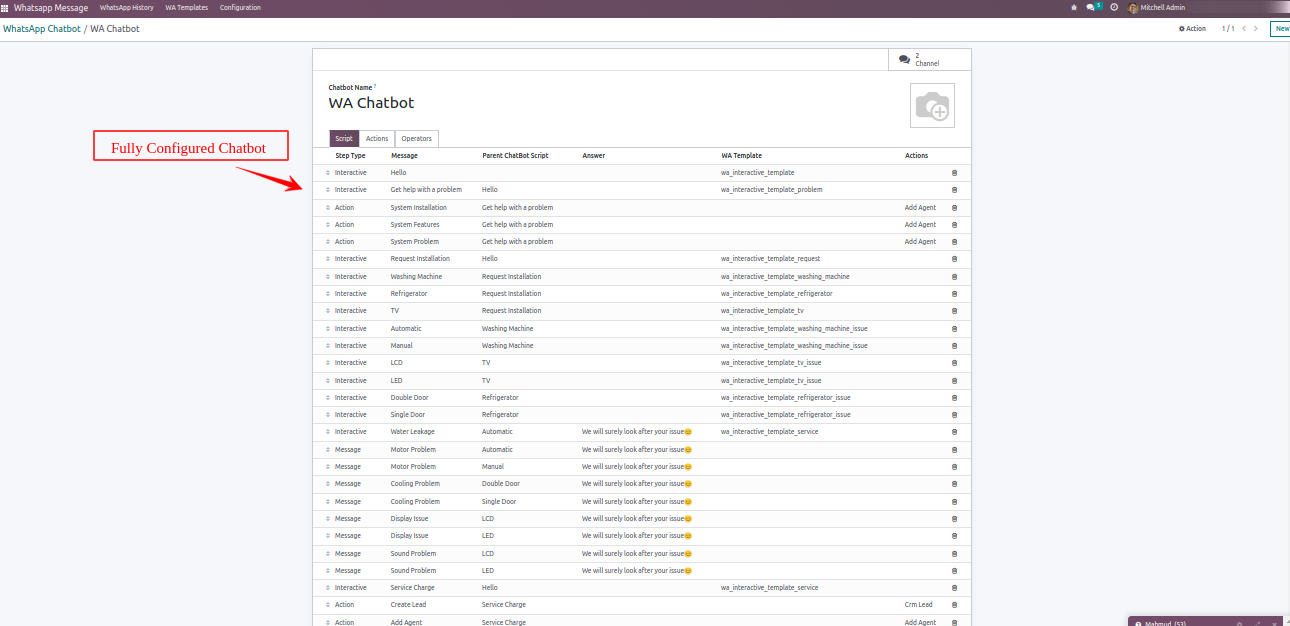 Whatsapp Message WhatsApp History WA Templates Configuration 5 Mitchell Admin
WhatsApp Chatbot / WA Chatbot Action 1 / 1 New
2
Channel
Chatbot Name ?
WA Chatbot
Fully Configured Chatbot
Script Actions Operators
Step Type Message Parent ChatBot Script Answer WA Template Actions
Interactive Hello wa_interactive_template
Interactive Get help with a problem Hello wa_interactive_template_problem
Action System Installation Get help with a problem Add Agent
Action System Features Get help with a problem Add Agent
Action System Problem Get help with a problem Add Agent
Interactive Request Installation Hello wa_interactive_template_request
Interactive Washing Machine Request Installation wa_interactive_template_washing_machine
Interactive Refrigerator Request Installation wa_interactive_template_refrigerator
Interactive TV Request Installation wa_interactive_template_tv
Interactive Automatic Washing Machine wa_interactive_template_washing_machine_issue
Interactive Manual Washing Machine wa_interactive_template_washing_machine_issue
Interactive LCD TV wa_interactive_template_tv_issue
Interactive LED TV wa_interactive_template_tv_issue
Interactive Double Door Refrigerator wa_interactive_template_refrigerator_issue
Interactive Single Door Refrigerator wa_interactive_template_refrigerator_issue
Interactive Water Leakage Automatic We will surely look after your issue😊 wa_interactive_template_service
Message Motor Problem Automatic We will surely look after your issue😊
Message Motor Problem Manual We will surely look after your issue😊
Message Cooling Problem Double Door We will surely look after your issue😊
Message Cooling Problem Single Door We will surely look after your issue😊
Message Display Issue LCD We will surely look after your issue😊
Message Display Issue LED We will surely look after your issue😊
Message Sound Problem LCD We will surely look after your issue😊
Message Sound Problem LED We will surely look after your issue😊
Interactive Service Charge Hello wa_interactive_template_service
Action Create Lead Service Charge Crm Lead
Action Add Agent Service Charge Add Agent
Mahmud (53)